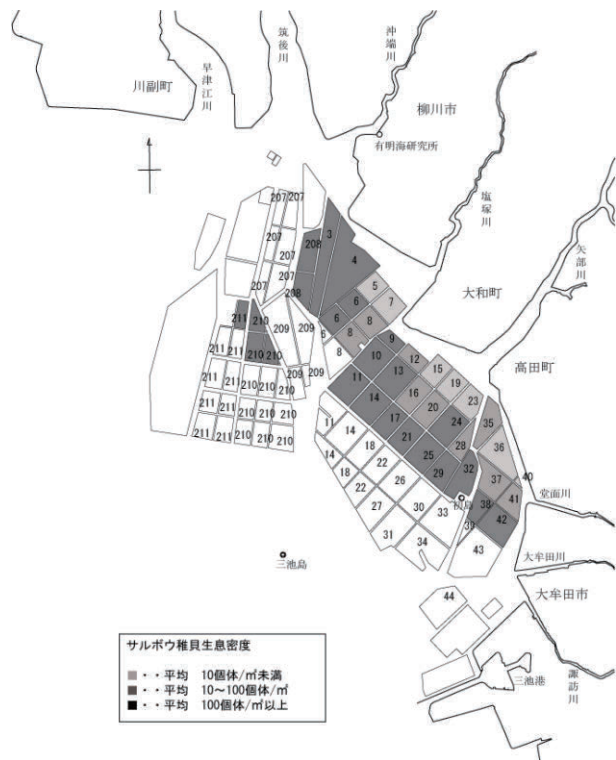 筑後川
沖端川
早津江川
川副町
柳川市
有明海研究所
塩塚川
矢部川
大和町
高田町
207 207
207
207
207
207
208
208
3
4
5
7
6
6
8
8
5
8
209
209
209 209
211 210
211 211 210 210
211 211 210 210 210
211 211 210 210 210
211 211 210 210 210
9
10
12
13
15
11
14
16
19
20
23
17
24
21
28
25
29
32
35
36
37
38
41
42
40
39
43
11
14
14
18
18
22
22
26
27
30
33
31
34
44
初島
堂面川
大牟田川
大牟田市
三池島
三池港
諏訪川
サルボウ稚貝生息密度
・・平均 10個体/㎡未満
・・平均 10～100個体/㎡
・・平均 100個体/㎡以上